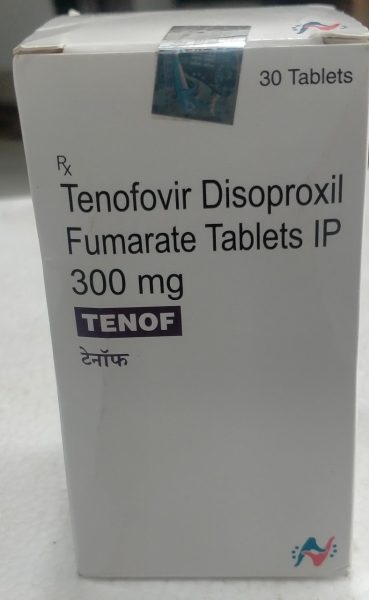 30 Tablets
Rx
Tenofovir Disoproxil
Fumarate Tablets IP
300 mg
TENOF
टेनॉफ